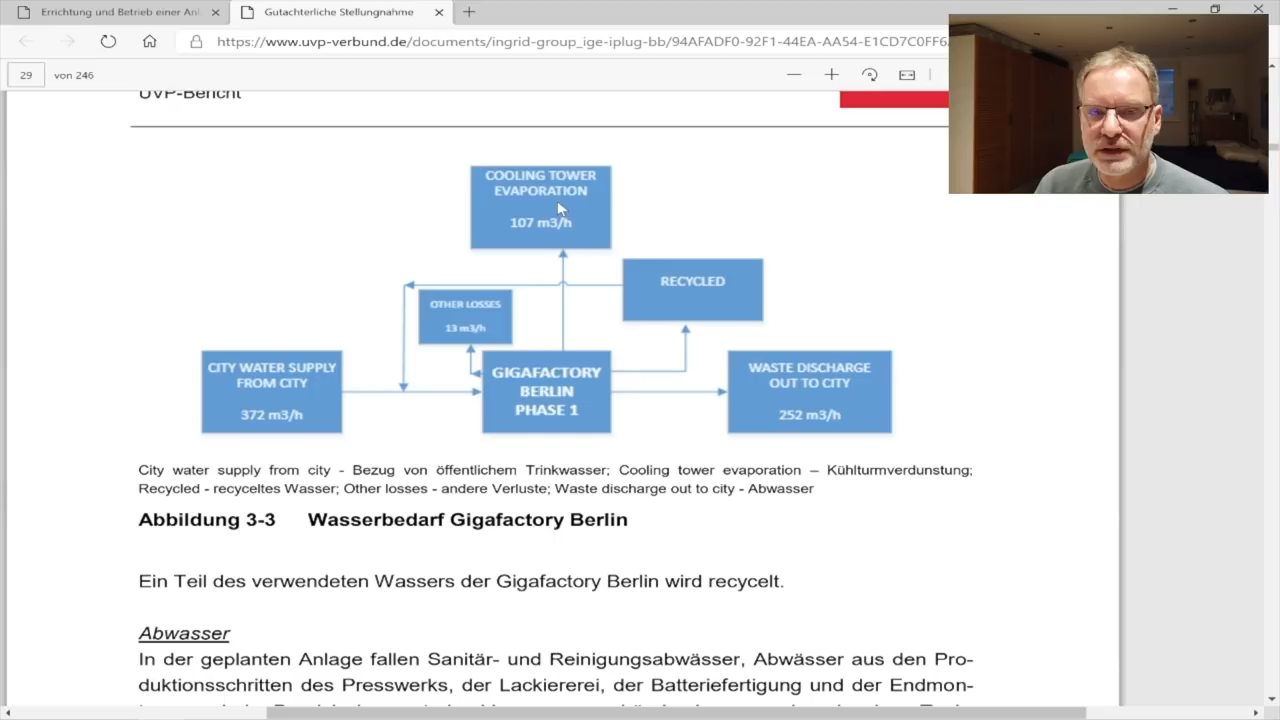 Errichtung und Betrieb einer Anl
Gutachterliche Stellungnahme
https://www.uvp-verbund.de/documents/ingrid-group_ige-iplug-bb/94AFADF0-92F1-44EA-AA54-E1CD7C0FF6
29 von 246
UVP-Bericht
COOLING TOWER
EVAPORATION
107 m3/h
RECYCLED
OTHER LOSSES
13 m3/h
CITY WATER SUPPLY
FROM CITY
372 m3/h
GIGAFACTORY
BERLIN
PHASE 1
WASTE DISCHARGE
OUT TO CITY
252 m3/h
City water supply from city - Bezug von öffentlichem Trinkwasser; Cooling tower evaporation – Kühlturmverdunstung;
Recycled - recyceltes Wasser; Other losses - andere Verluste; Waste discharge out to city - Abwasser
Abbildung 3-3 Wasserbedarf Gigafactory Berlin
Ein Teil des verwendeten Wassers der Gigafactory Berlin wird recycelt.
Abwasser
In der geplanten Anlage fallen Sanitär- und Reinigungsabwässer, Abwässer aus den Pro-
duktionsschritten des Presswerks, der Lackiererei, der Batteriefertigung und der Endmon-